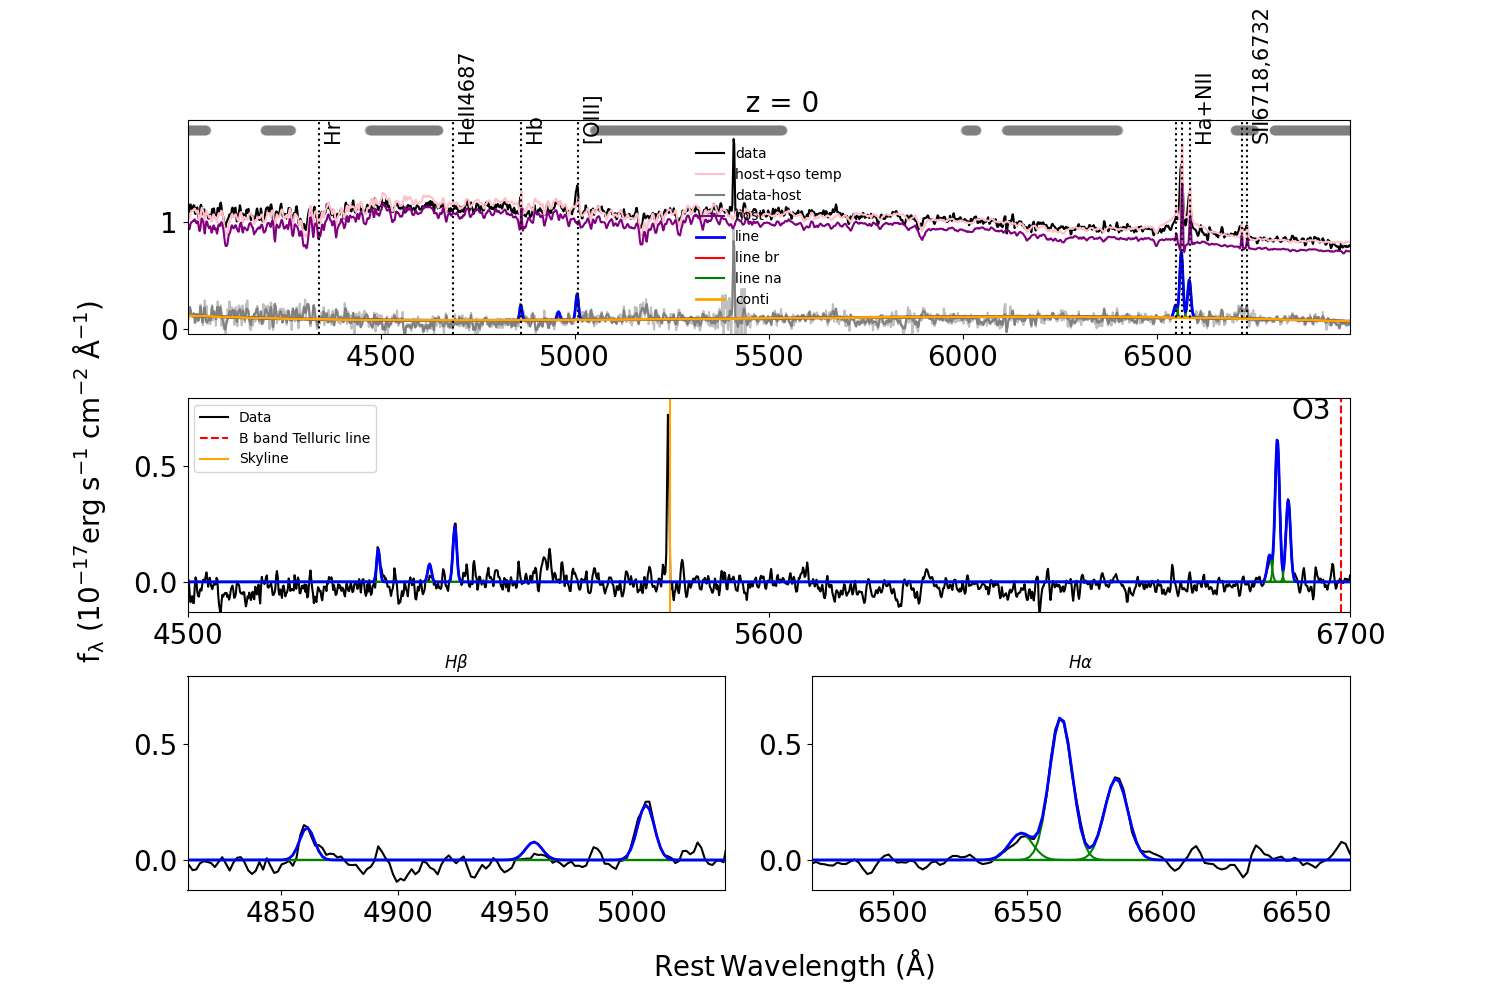 z = 0
Hr
HeII4687
Hb
[OIII]
Ha+NII
SII6718,6732
data
host+qso temp
data-host
host
line
line br
line na
conti
1
0
4500 5000 5500 6000 6500
O3
Data
B band Telluric line
Skyline
0.5
0.0
4500 5600 6700
fλ (10⁻¹⁷erg s⁻¹ cm⁻² Å⁻¹)
Hβ
0.5
0.0
4850 4900 4950 5000
Hα
0.5
0.0
6500 6550 6600 6650
Rest Wavelength (Å)